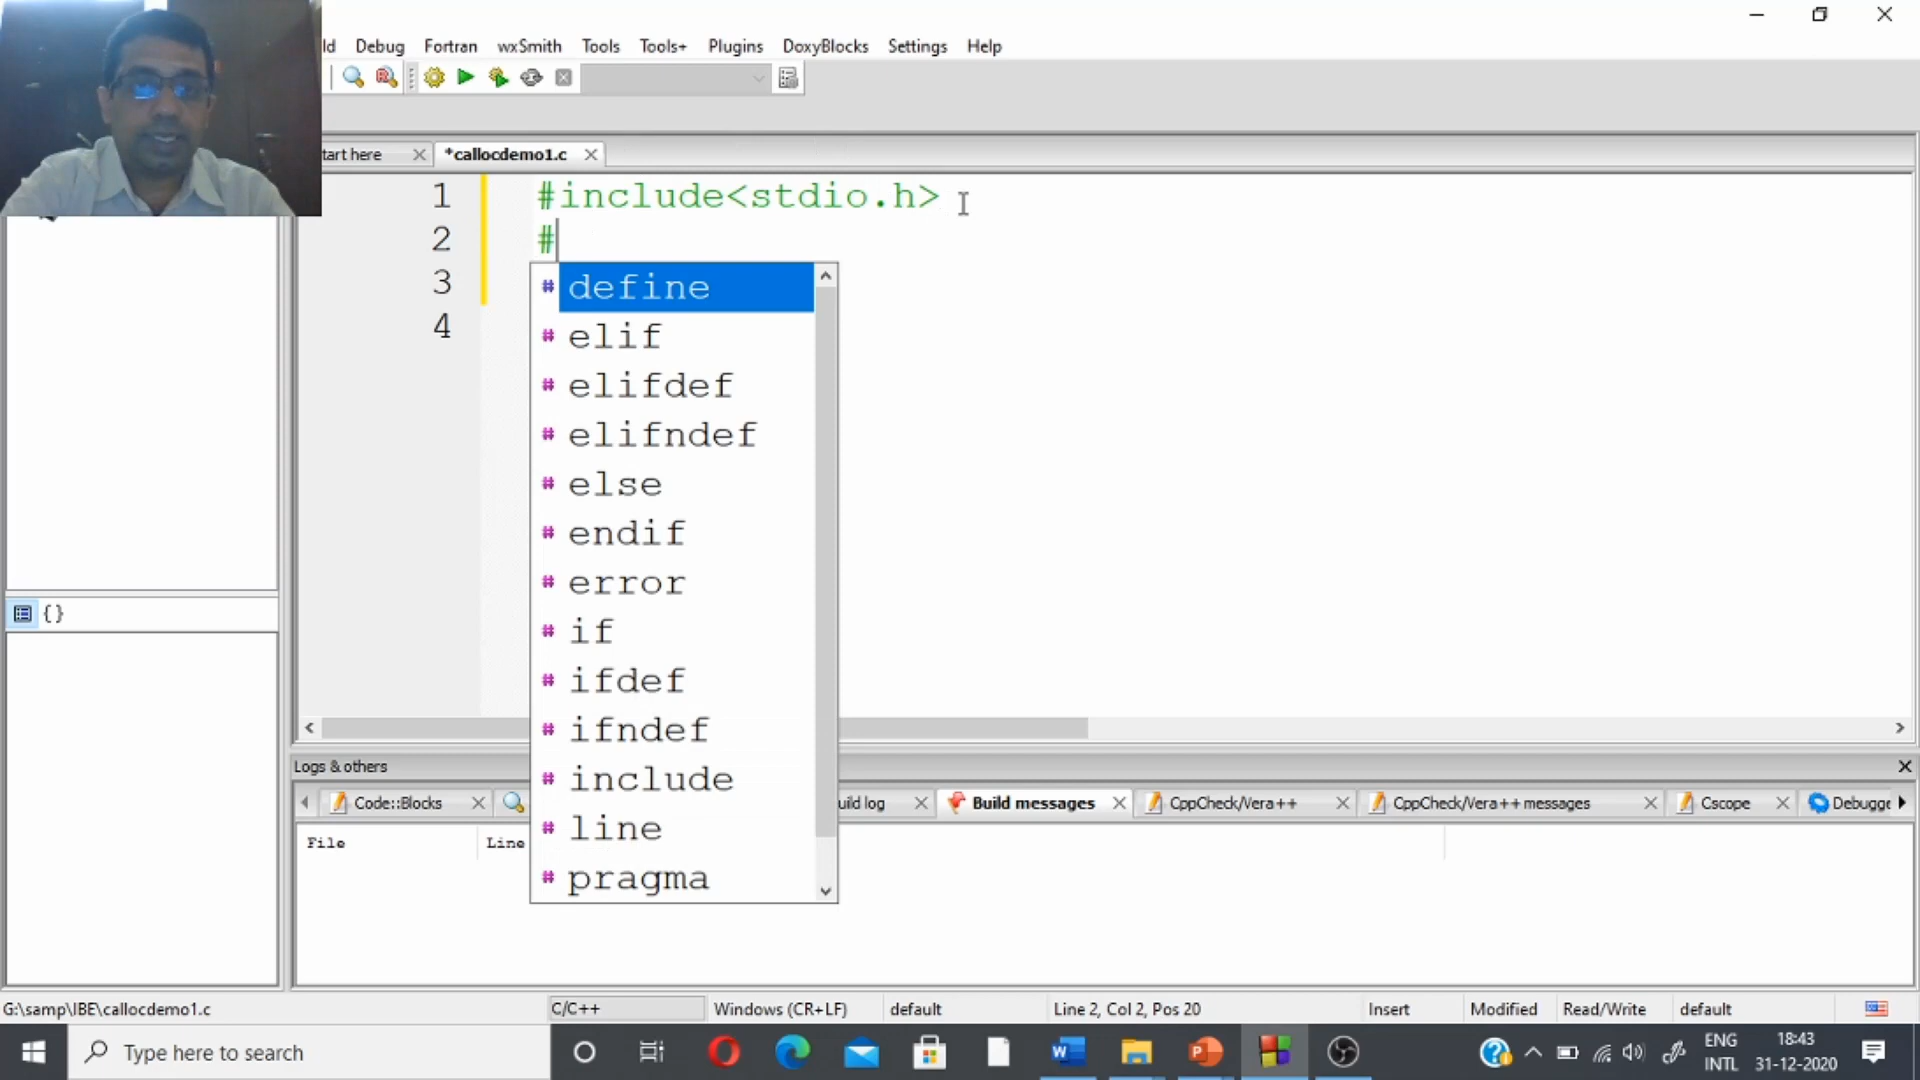 ld Debug Fortran wxSmith Tools Tools+ Plugins DoxyBlocks Settings Help
tart here *callocdemo1.c
1 #include<stdio.h>
2 #
3
4
# define
# elif
# elifdef
# elifndef
# else
# endif
# error
# if
# ifdef
# ifndef
# include
# line
# pragma
{}
Logs & others
Code::Blocks uild log Build messages CppCheck/Vera++ CppCheck/Vera++ messages Cscope Debugge
File Line
G:\samp\IBE\callocdemo1.c C/C++ Windows (CR+LF) default Line 2, Col 2, Pos 20 Insert Modified Read/Write default
Type here to search
ENG 18:43
INTL 31-12-2020